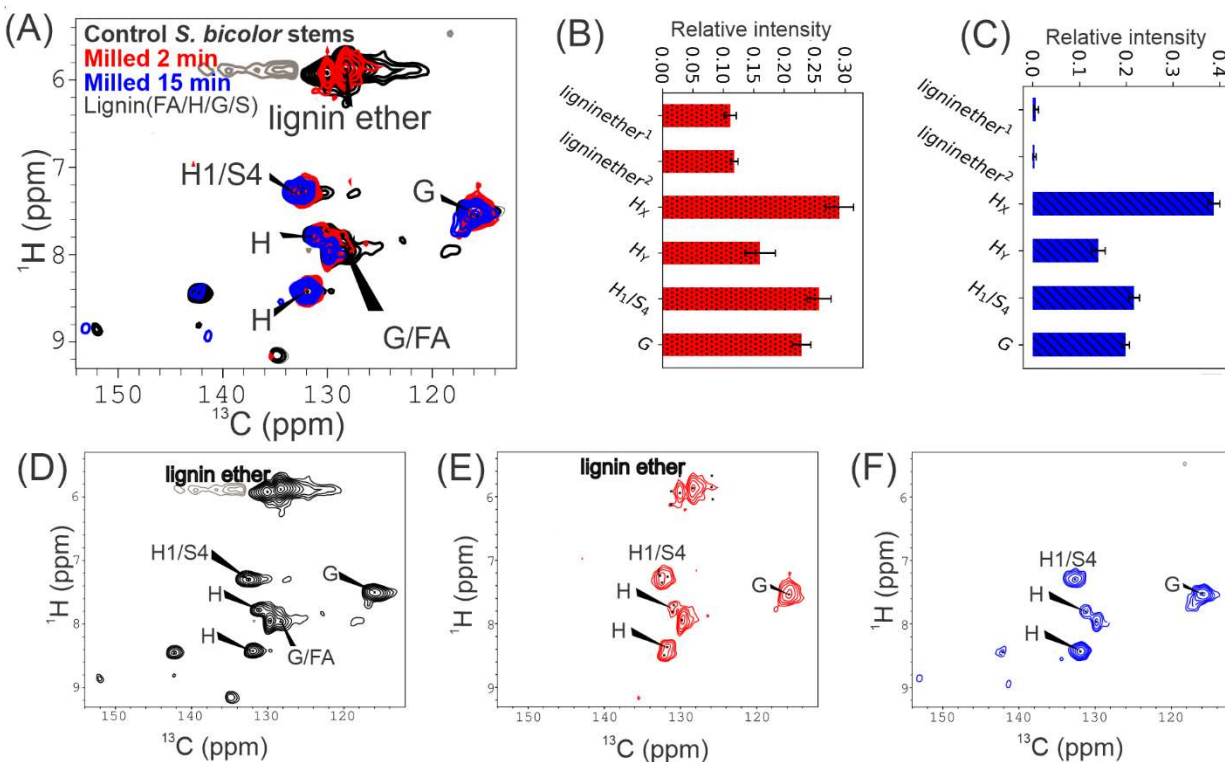 (A)
Control S. bicolor stems
Milled 2 min
Milled 15 min
Lignin(FA/H/G/S)
lignin ether
H1/S4
G
H
H
G/FA
6
7
8
9
¹H (ppm)
150 140 130 120
¹³C (ppm)
(B)
Relative intensity
0.0 0.05 0.10 0.15 0.20 0.25 0.30
ligninether¹
ligninether²
Hₓ
Hᵧ
H₁/S₄
G
(C)
Relative intensity
0.0 0.1 0.2 0.3 0.4
ligninether¹
ligninether²
Hₓ
Hᵧ
H₁/S₄
G
(D)
lignin ether
H1/S4
G
H
H
G/FA
6
7
8
9
¹H (ppm)
150 140 130 120
¹³C (ppm)
(E)
lignin ether
H1/S4
G
H
H
6
7
8
9
¹H (ppm)
150 140 130 120
¹³C (ppm)
(F)
H1/S4
G
H
H
6
7
8
9
¹H (ppm)
150 140 130 120
¹³C (ppm)